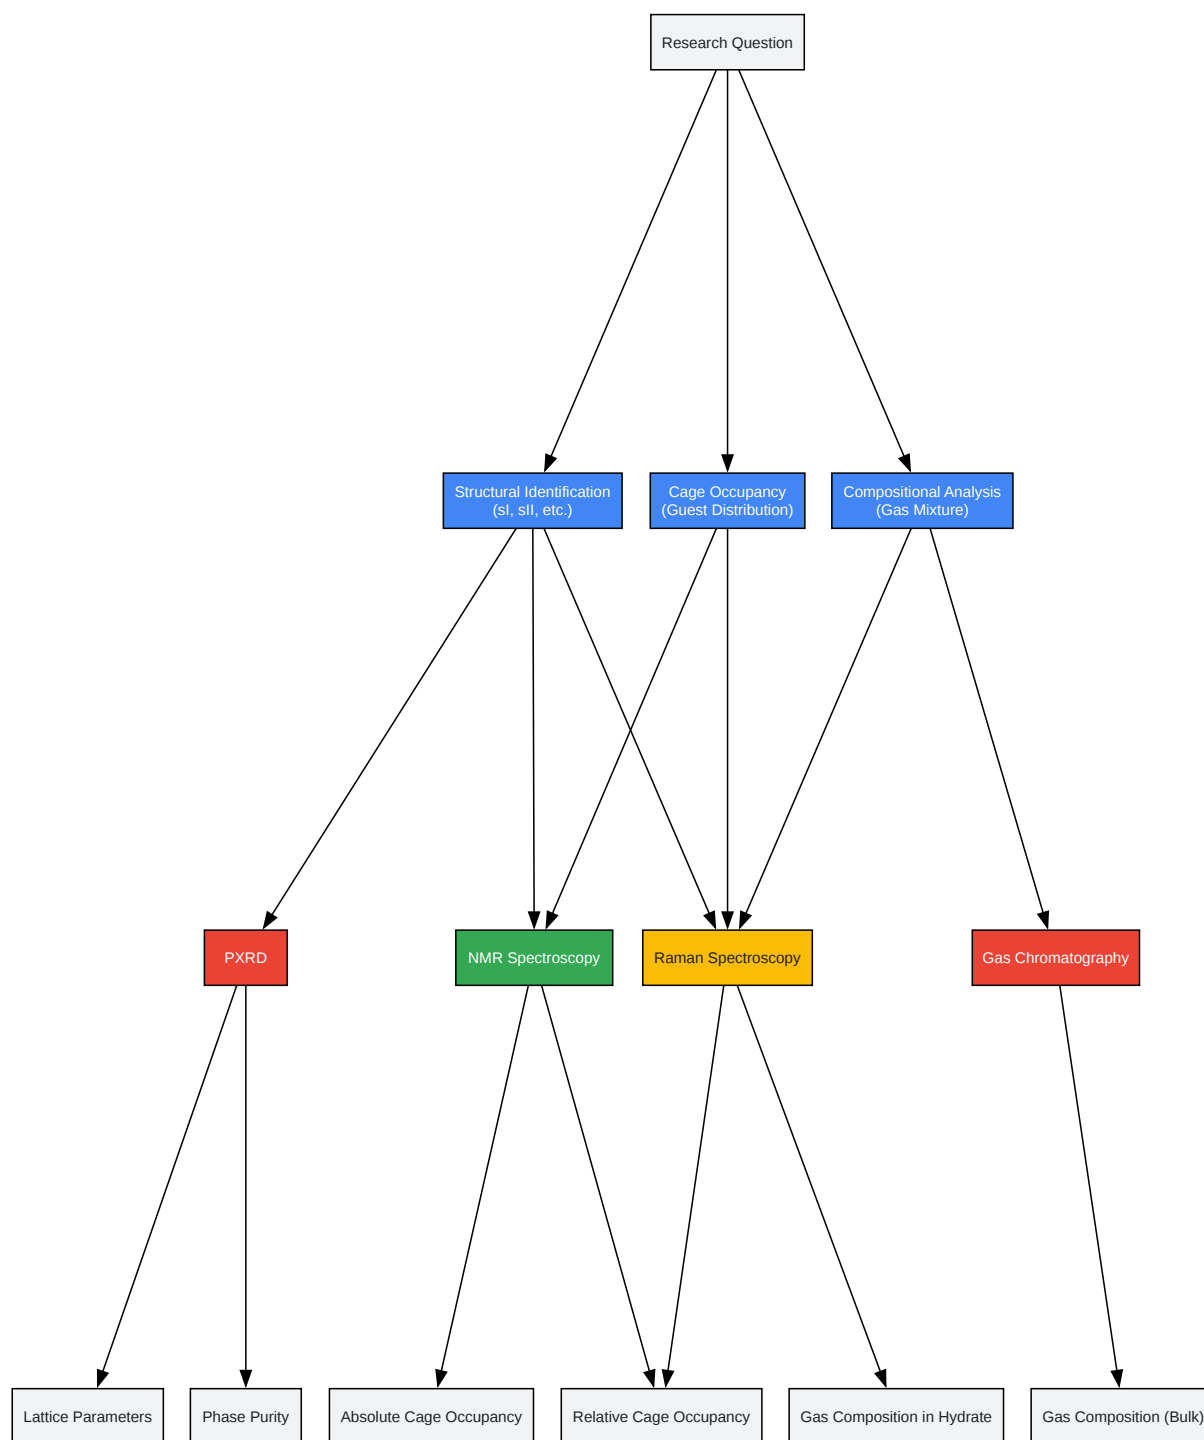 Research Question
Structural Identification
(sI, sII, etc.)
Cage Occupancy
(Guest Distribution)
Compositional Analysis
(Gas Mixture)
PXRD
NMR Spectroscopy
Raman Spectroscopy
Gas Chromatography
Lattice Parameters
Phase Purity
Absolute Cage Occupancy
Relative Cage Occupancy
Gas Composition in Hydrate
Gas Composition (Bulk)